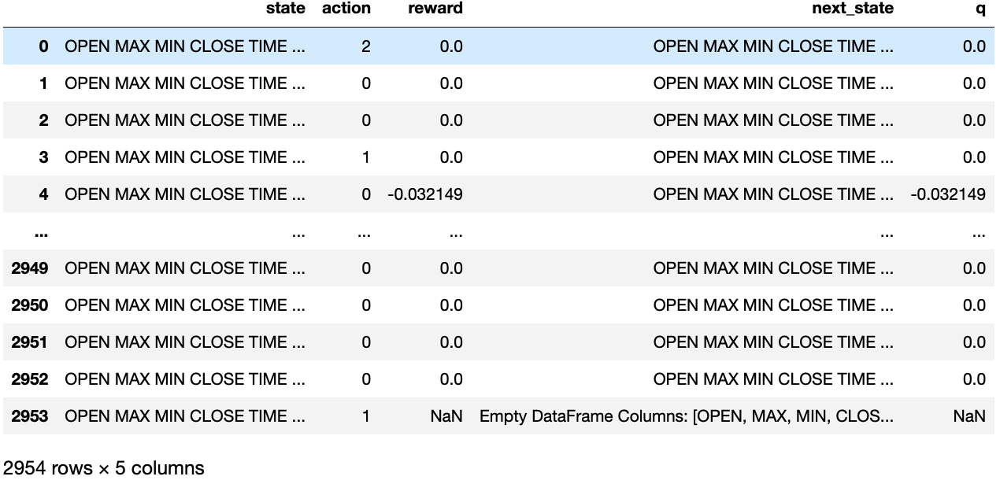 state action reward next_state q
0 OPEN MAX MIN CLOSE TIME ... 2 0.0 OPEN MAX MIN CLOSE TIME ... 0.0
1 OPEN MAX MIN CLOSE TIME ... 0 0.0 OPEN MAX MIN CLOSE TIME ... 0.0
2 OPEN MAX MIN CLOSE TIME ... 0 0.0 OPEN MAX MIN CLOSE TIME ... 0.0
3 OPEN MAX MIN CLOSE TIME ... 1 0.0 OPEN MAX MIN CLOSE TIME ... 0.0
4 OPEN MAX MIN CLOSE TIME ... 0 -0.032149 OPEN MAX MIN CLOSE TIME ... -0.032149
... ... ... ... ... ...
2949 OPEN MAX MIN CLOSE TIME ... 0 0.0 OPEN MAX MIN CLOSE TIME ... 0.0
2950 OPEN MAX MIN CLOSE TIME ... 0 0.0 OPEN MAX MIN CLOSE TIME ... 0.0
2951 OPEN MAX MIN CLOSE TIME ... 0 0.0 OPEN MAX MIN CLOSE TIME ... 0.0
2952 OPEN MAX MIN CLOSE TIME ... 0 0.0 OPEN MAX MIN CLOSE TIME ... 0.0
2953 OPEN MAX MIN CLOSE TIME ... 1 NaN Empty DataFrame Columns: [OPEN, MAX, MIN, CLOS... NaN
2954 rows × 5 columns